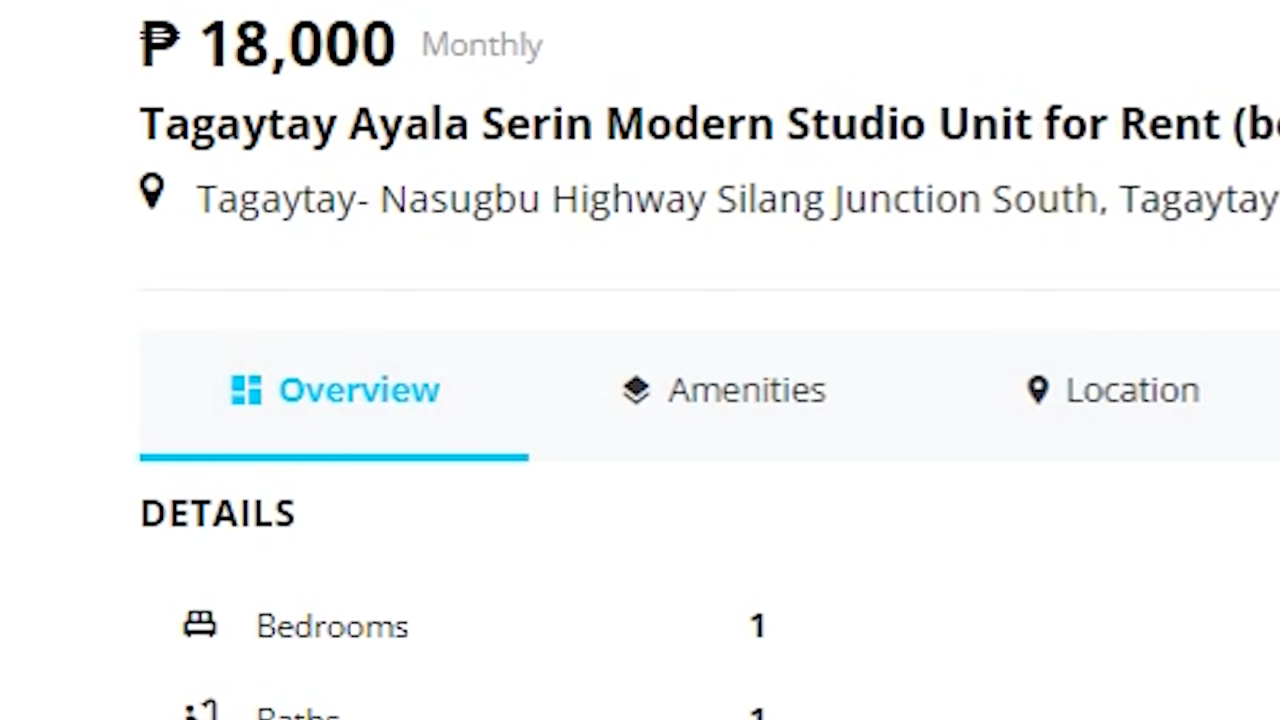 ₱ 18,000 Monthly
Tagaytay Ayala Serin Modern Studio Unit for Rent
Tagaytay- Nasugbu Highway Silang Junction South, Tagaytay
Overview Amenities Location
DETAILS
Bedrooms 1
Baths 1